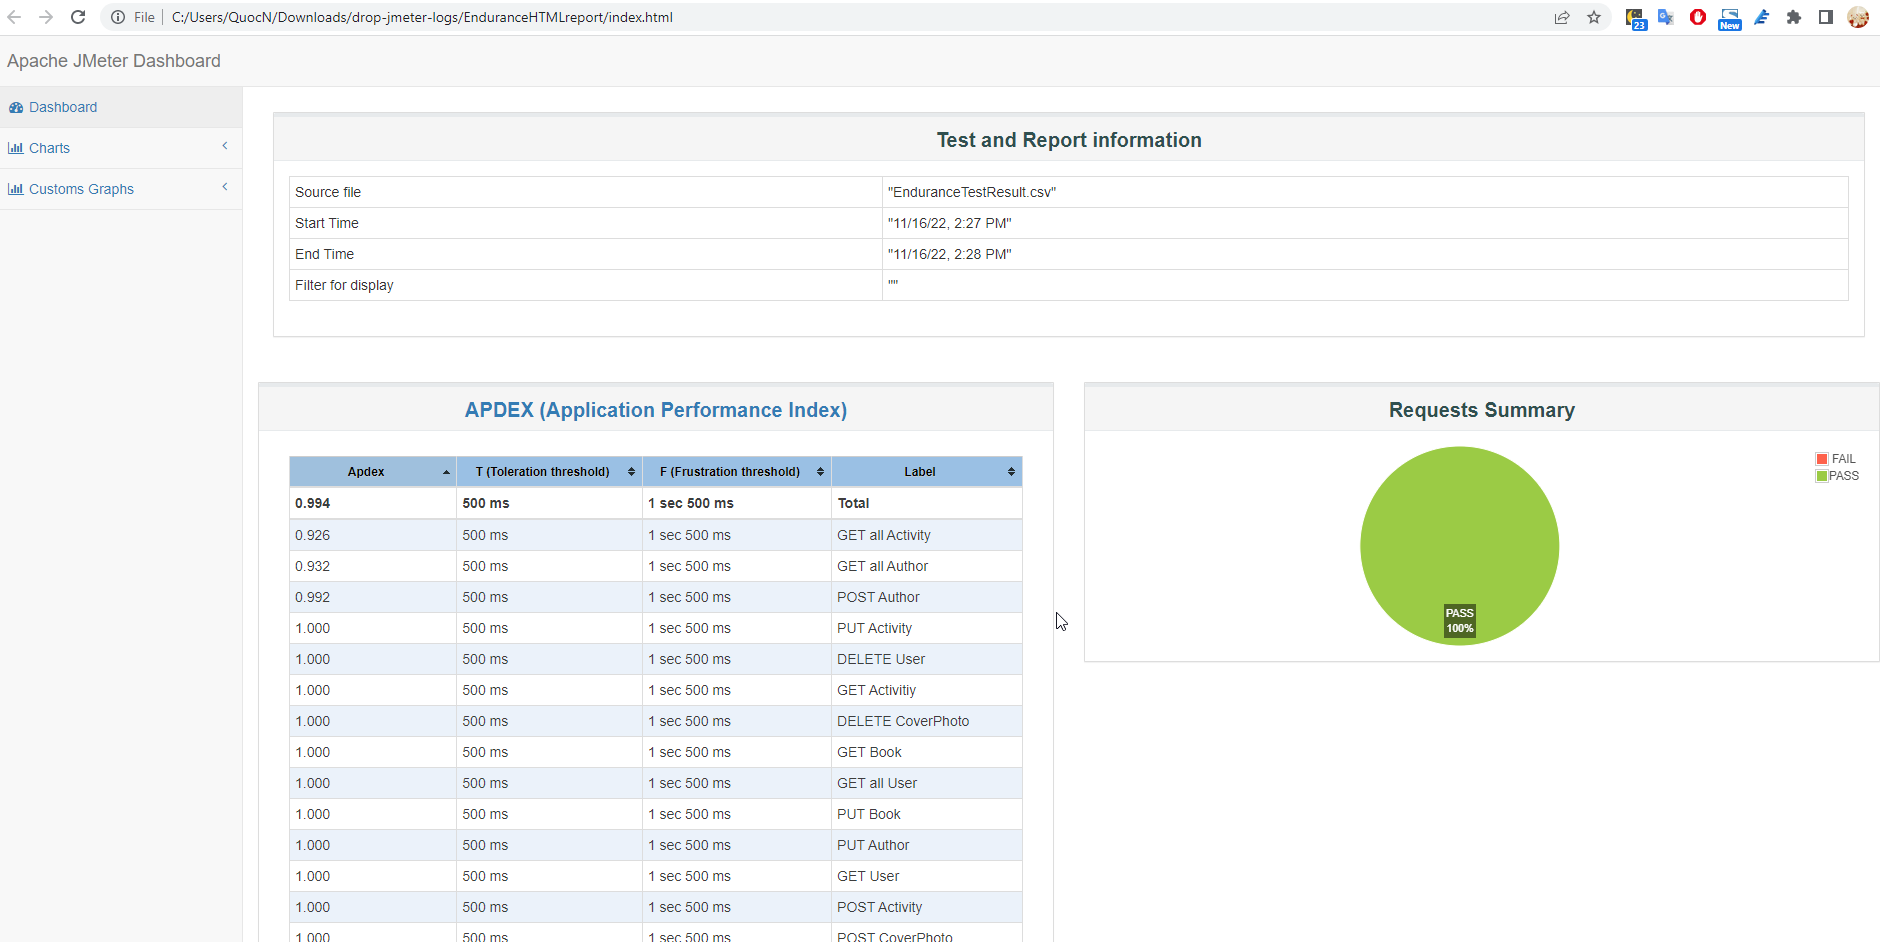 File C:/Users/QuocN/Downloads/drop-jmeter-logs/EnduranceHTMLreport/index.html
23
New
Apache JMeter Dashboard
Dashboard
Charts
Customs Graphs
Test and Report information
Source file "EnduranceTestResult.csv"
Start Time "11/16/22, 2:27 PM"
End Time "11/16/22, 2:28 PM"
Filter for display ""
APDEX (Application Performance Index)
Apdex T (Toleration threshold) F (Frustration threshold) Label
0.994 500 ms 1 sec 500 ms Total
0.926 500 ms 1 sec 500 ms GET all Activity
0.932 500 ms 1 sec 500 ms GET all Author
0.992 500 ms 1 sec 500 ms POST Author
1.000 500 ms 1 sec 500 ms PUT Activity
1.000 500 ms 1 sec 500 ms DELETE User
1.000 500 ms 1 sec 500 ms GET Activitiy
1.000 500 ms 1 sec 500 ms DELETE CoverPhoto
1.000 500 ms 1 sec 500 ms GET Book
1.000 500 ms 1 sec 500 ms GET all User
1.000 500 ms 1 sec 500 ms PUT Book
1.000 500 ms 1 sec 500 ms PUT Author
1.000 500 ms 1 sec 500 ms GET User
1.000 500 ms 1 sec 500 ms POST Activity
1.000 500 ms 1 sec 500 ms POST CoverPhoto
Requests Summary
FAIL
PASS
PASS
100%